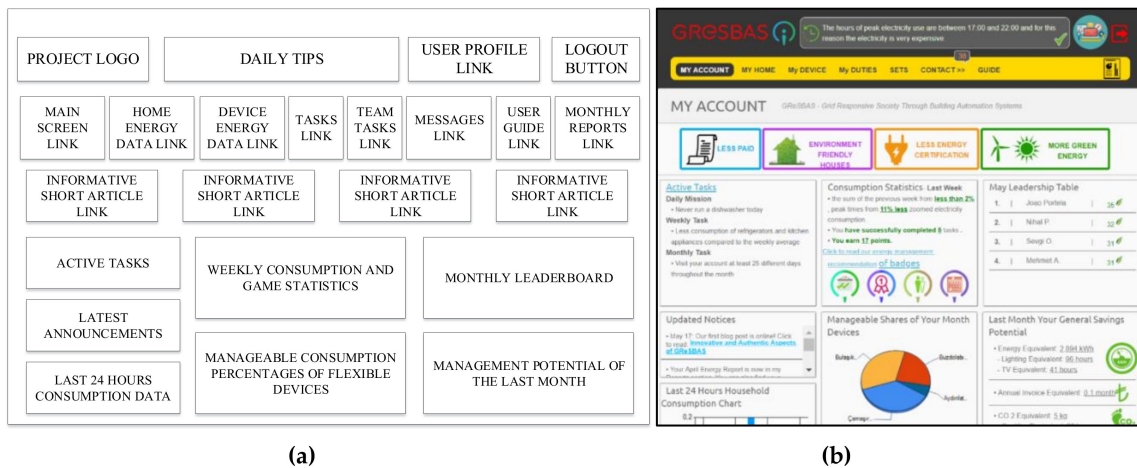 PROJECT LOGO
DAILY TIPS
USER PROFILE
LINK
LOGOUT
BUTTON
MAIN
SCREEN
LINK
HOME
ENERGY
DATA LINK
DEVICE
ENERGY
DATA LINK
TASKS
LINK
TEAM
TASKS
LINK
MESSAGES
LINK
USER
GUIDE
LINK
MONTHLY
REPORTS
LINK
INFORMATIVE
SHORT ARTICLE
LINK
INFORMATIVE
SHORT ARTICLE
LINK
INFORMATIVE
SHORT ARTICLE
LINK
INFORMATIVE
SHORT ARTICLE
LINK
ACTIVE TASKS
WEEKLY CONSUMPTION AND
GAME STATISTICS
MONTHLY LEADERBOARD
LATEST
ANNOUNCEMENTS
MANAGEABLE CONSUMPTION
PERCENTAGES OF FLEXIBLE
DEVICES
MANAGEMENT POTENTIAL OF
THE LAST MONTH
LAST 24 HOURS
CONSUMPTION DATA
(a)
GReSBAS
The hours of peak electricity use are between 17:00 and 22:00 and for this
reason the electricity is very expensive.
MY ACCOUNT MY HOME My DEVICE My DUTIES SETS CONTACT >> GUIDE
MY ACCOUNT
GReSBAS - Grid Responsive Society Through Building Automation Systems
LESS PAID
ENVIRONMENT
FRIENDLY
HOUSES
LESS ENERGY
CERTIFICATION
MORE GREEN
ENERGY
Active Tasks
Daily Mission
• Never run a dishwasher today
Weekly Task
• Less consumption of refrigerators and kitchen
appliances compared to the weekly average
Monthly Task
• Visit your account at least 25 different days
throughout the month
Consumption Statistics Last Week
• the sum of the previous week from less than 2%
, peak times from 11% less zoomed electricity
consumption.
• You have successfully completed 8 tasks .
• You earn 17 points.
Click to read our energy management
recommendation of badges
May Leadership Table
1. | Joao Portela | 35
2. | Nihal P. | 32
3. | Sevgi O. | 31
4. | Mehmet A. | 31
Updated Notices
• May 17: Our first blog post is online! Click
to read. Innovative and Authentic Aspects
of GReSBAS
• Your April Energy Report is now in my
Last 24 Hours Household
Consumption Chart
0,2
Manageable Shares of Your Month
Devices
Bulaşık...
Buzdolab...
Aydınlat...
Çamaşır...
Last Month Your General Savings
Potential
• Energy Equivalent: 2.894 kWh
- Lighting Equivalent: 96 hours
- TV Equivalent: 41 hours
• Annual Invoice Equivalent: 0.1 month
• CO 2 Equivalent: 5 kg
CO₂
(b)